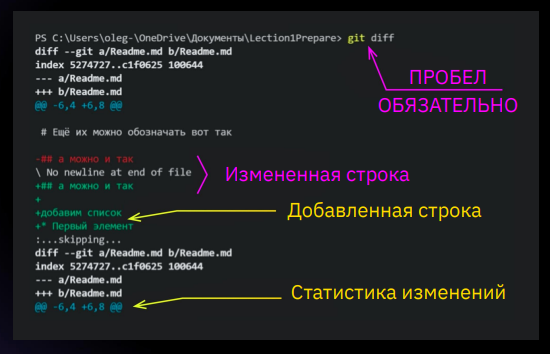 PS C:\Users\oleg-\OneDrive\Документы\Lection1Prepare> git diff
diff --git a/Readme.md b/Readme.md
index 5274727..c1f0625 100644
--- a/Readme.md
+++ b/Readme.md
@@ -6,4 +6,8 @@
ПРОБЕЛ
ОБЯЗАТЕЛЬНО
# Ещё их можно обозначать вот так
-## а можно и так
\ No newline at end of file
+## а можно и так
Измененная строка
+
+добавим список
Добавленная строка
+* Первый элемент
:...skipping...
diff --git a/Readme.md b/Readme.md
index 5274727..c1f0625 100644
--- a/Readme.md
+++ b/Readme.md
Статистика изменений
@@ -6,4 +6,8 @@